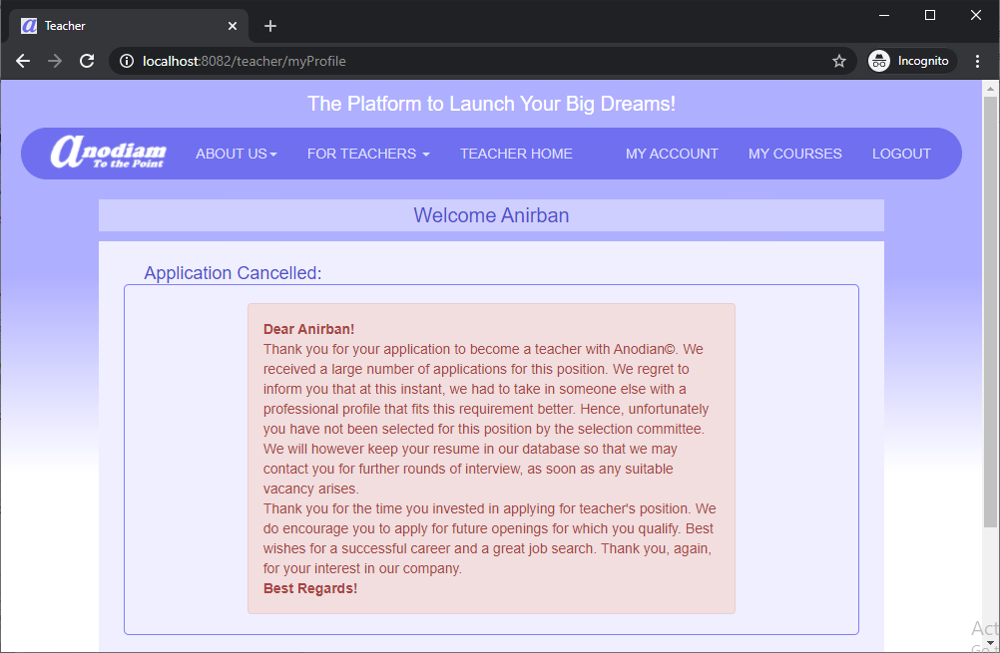 Teacher
localhost:8082/teacher/myProfile
Incognito
The Platform to Launch Your Big Dreams!
anodiam
To the Point
ABOUT US
FOR TEACHERS
TEACHER HOME
MY ACCOUNT
MY COURSES
LOGOUT
Welcome Anirban
Application Cancelled:
Dear Anirban!
Thank you for your application to become a teacher with Anodian©. We
received a large number of applications for this position. We regret to
inform you that at this instant, we had to take in someone else with a
professional profile that fits this requirement better. Hence, unfortunately
you have not been selected for this position by the selection committee.
We will however keep your resume in our database so that we may
contact you for further rounds of interview, as soon as any suitable
vacancy arises.
Thank you for the time you invested in applying for teacher's position. We
do encourage you to apply for future openings for which you qualify. Best
wishes for a successful career and a great job search. Thank you, again,
for your interest in our company.
Best Regards!